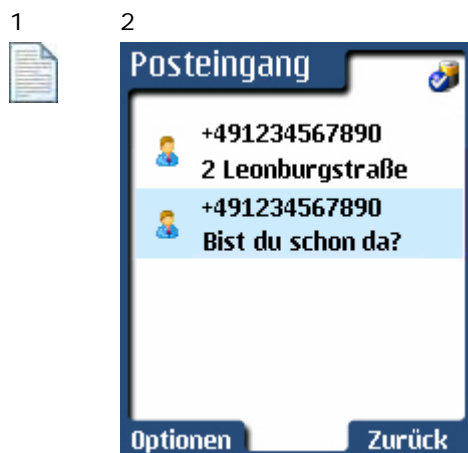 1 2
Posteingang
+491234567890
2 Leonburgstraße
+491234567890
Bist du schon da?
Optionen Zurück